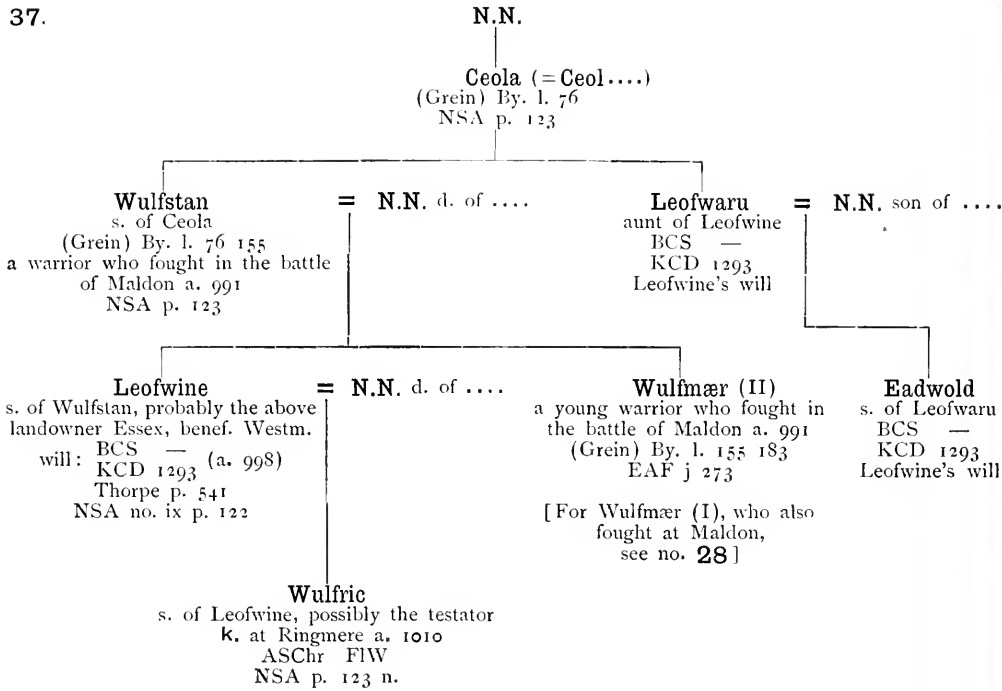 37.
N.N.
Ceola (=Ceol....)
(Grein) By. l. 76
NSA p. 123
Wulfstan = N.N. d. of ....
s. of Ceola
(Grein) By. l. 76 155
a warrior who fought in the battle
of Maldon a. 991
NSA p. 123
Leofwaru = N.N. son of ....
aunt of Leofwine
BCS —
KCD 1293
Leofwine's will
Leofwine = N.N. d. of ....
s. of Wulfstan, probably the above
landowner Essex, benef. Westm.
will: BCS —
KCD 1293 (a. 998)
Thorpe p. 541
NSA no. ix p. 122
Wulfmær (II)
a young warrior who fought in
the battle of Maldon a. 991
(Grein) By. l. 155 183
EAF j 273
[For Wulfmær (I), who also
fought at Maldon,
see no. 28]
Eadwold
s. of Leofwaru
BCS —
KCD 1293
Leofwine's will
Wulfric
s. of Leofwine, possibly the testator
k. at Ringmere a. 1010
ASChr FlW
NSA p. 123 n.